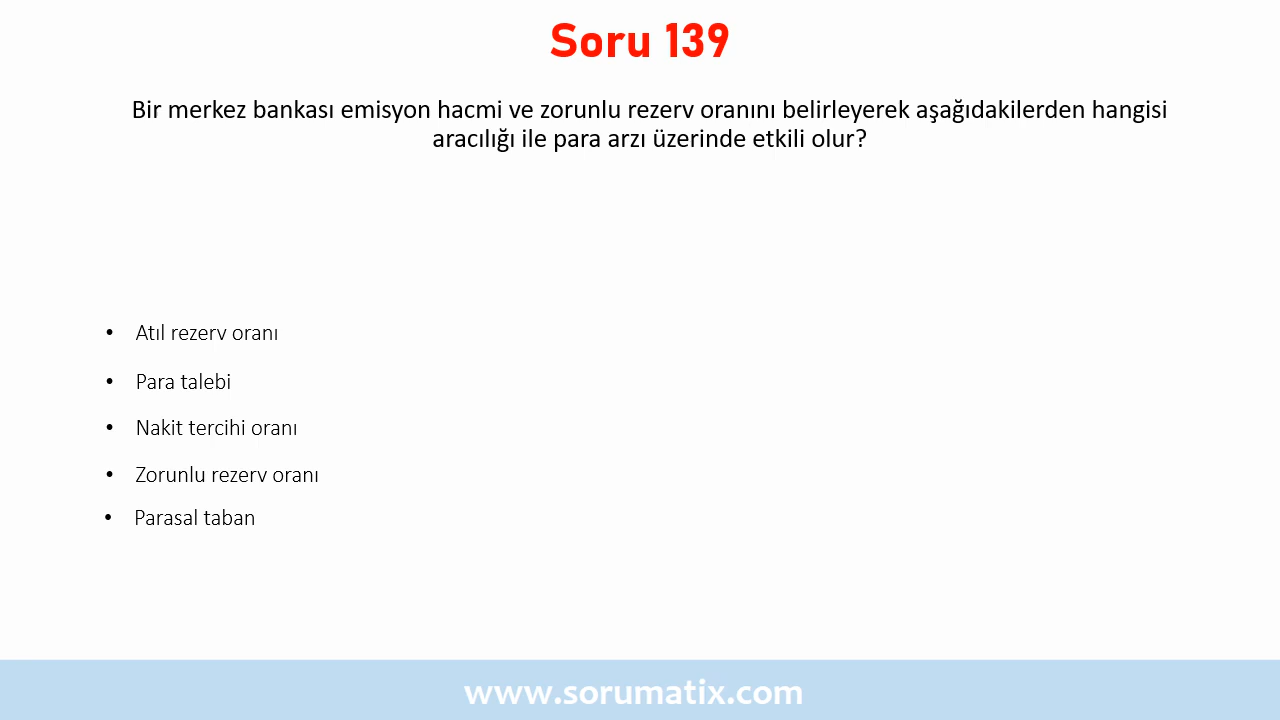 Soru 139
Bir merkez bankası emisyon hacmi ve zorunlu rezerv oranını belirleyerek aşağıdakilerden hangisi
aracılığı ile para arzı üzerinde etkili olur?
• Atıl rezerv oranı
• Para talebi
• Nakit tercihi oranı
• Zorunlu rezerv oranı
• Parasal taban
www.sorumatix.com